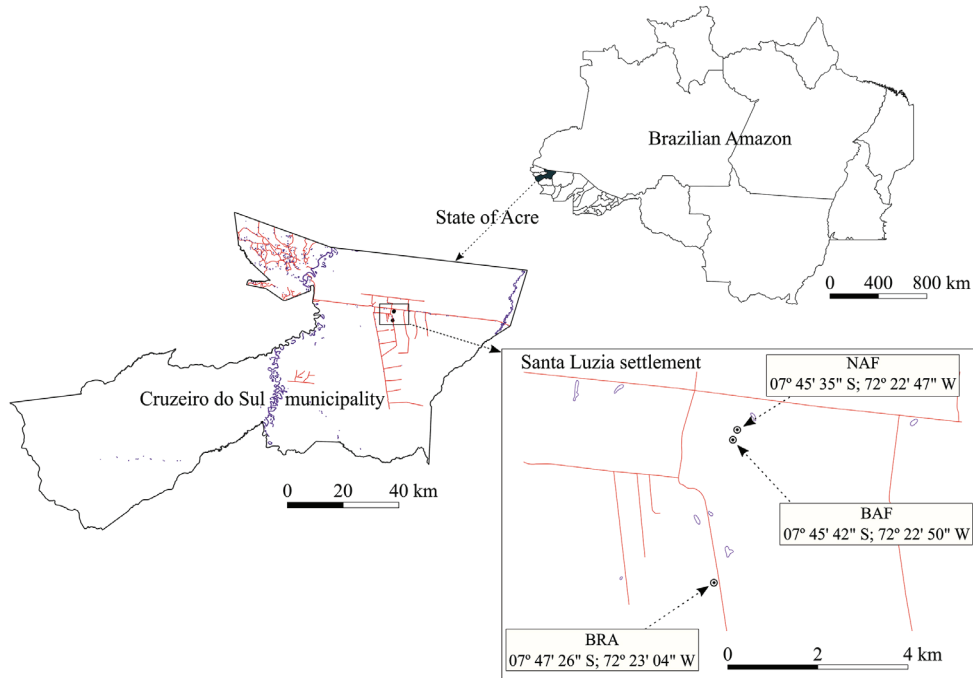 Brazilian Amazon
State of Acre
0 400 800 km
Cruzeiro do Sul municipality
0 20 40 km
Santa Luzia settlement
NAF
07º 45' 35" S; 72º 22' 47" W
BAF
07º 45' 42" S; 72º 22' 50" W
BRA
07º 47' 26" S; 72º 23' 04" W
0 2 4 km